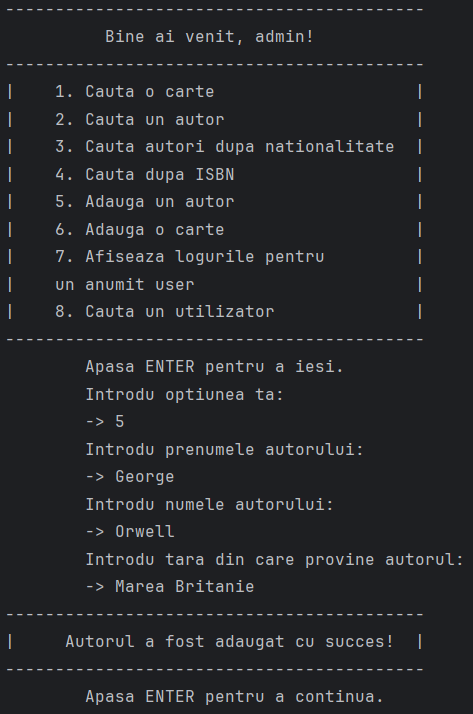 ------------------------------------------
Bine ai venit, admin!
------------------------------------------
|    1. Cauta o carte                    |
|    2. Cauta un autor                   |
|    3. Cauta autori dupa nationalitate  |
|    4. Cauta dupa ISBN                  |
|    5. Adauga un autor                  |
|    6. Adauga o carte                   |
|    7. Afiseaza logurile pentru         |
|    un anumit user                      |
|    8. Cauta un utilizator              |
------------------------------------------
Apasa ENTER pentru a iesi.
Introdu optiunea ta:
-> 5
Introdu prenumele autorului:
-> George
Introdu numele autorului:
-> Orwell
Introdu tara din care provine autorul:
-> Marea Britanie
------------------------------------------
|     Autorul a fost adaugat cu succes!  |
------------------------------------------
Apasa ENTER pentru a continua.